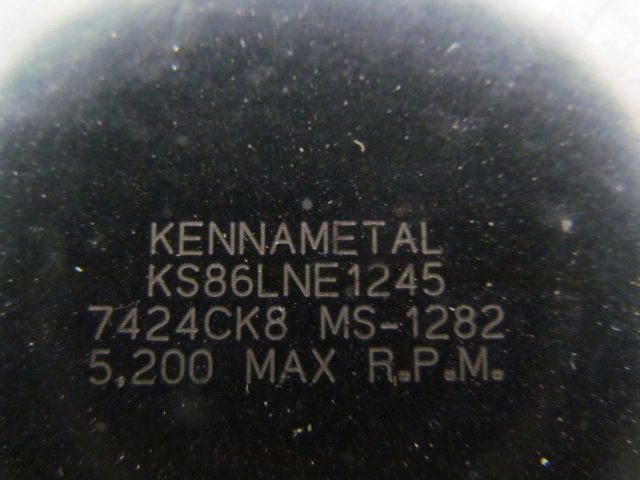 KENNAMETAL
KS86LNE1245
7424CK8 MS-1282
5,200 MAX R.P.M.